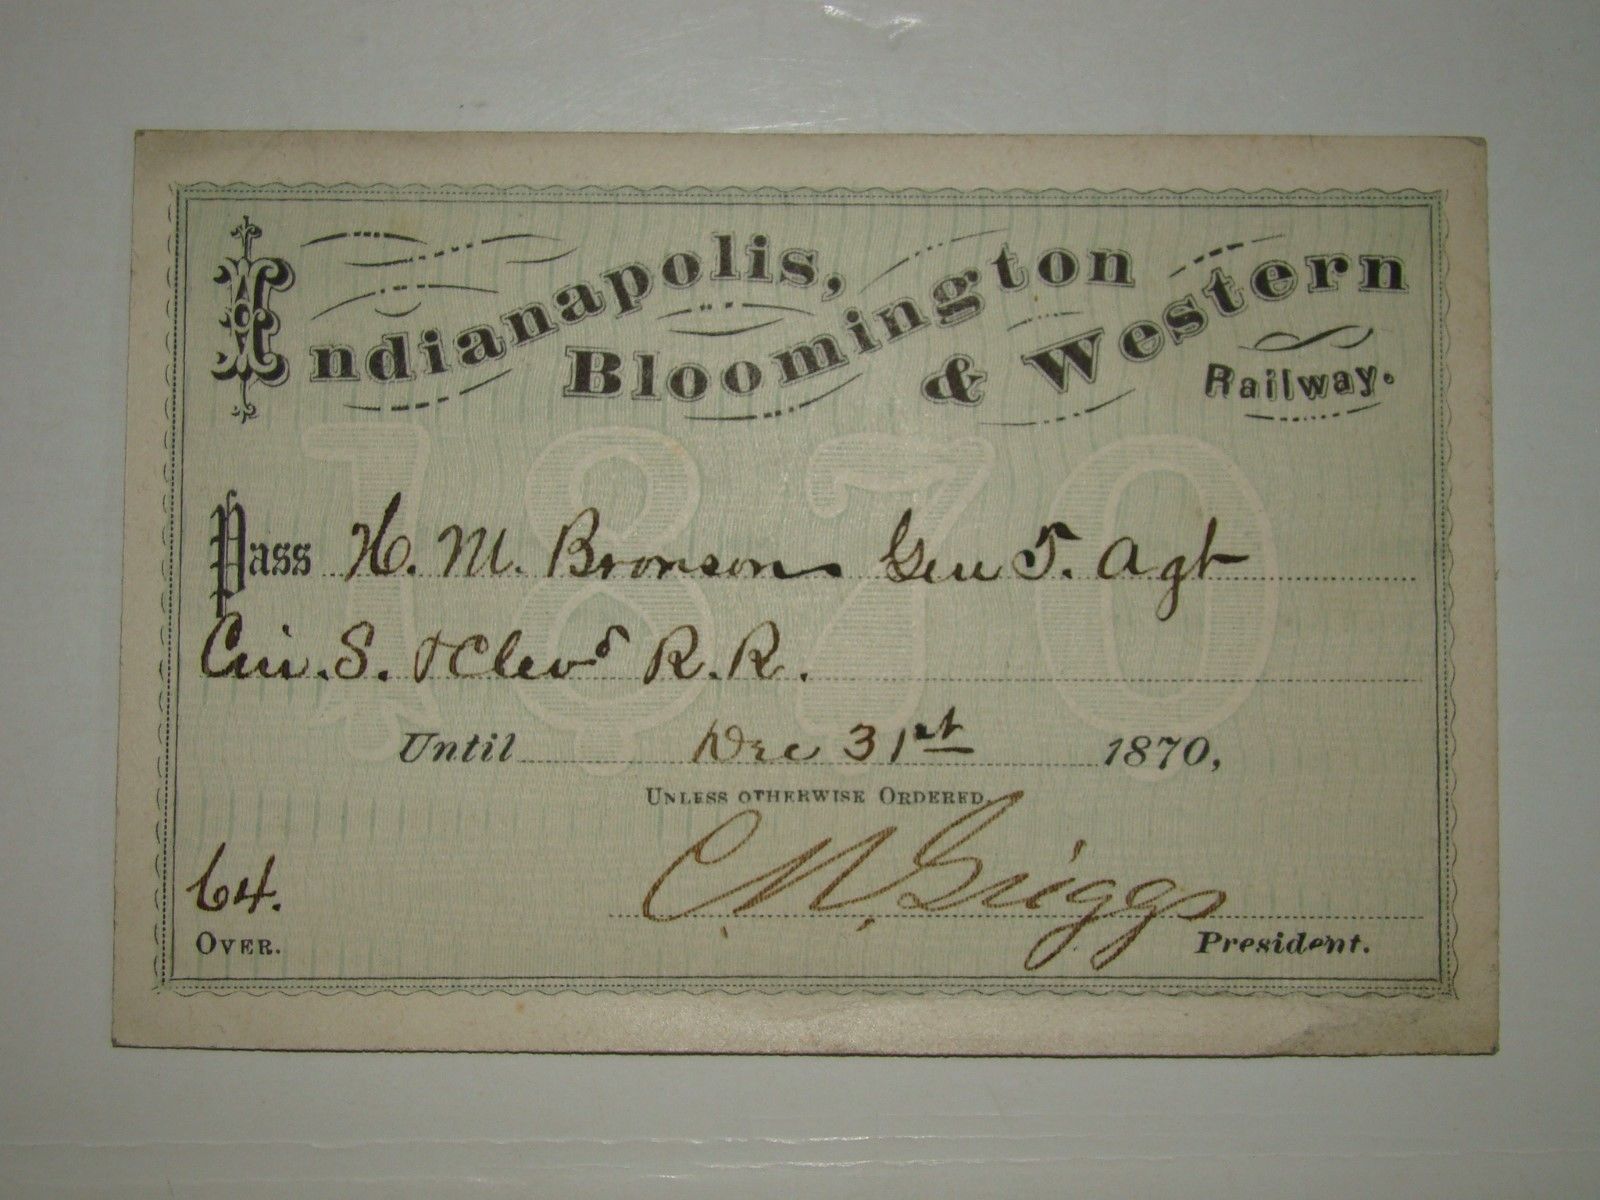 Indianapolis,
Bloomington
& Western
Railway.
1870
Pass H. M. Bronson Gen T. Agt
Cin. S. & Clevd R.R.
Until Dec 31st 1870,
UNLESS OTHERWISE ORDERED.
64.
C. W. Griggs
OVER.
President.